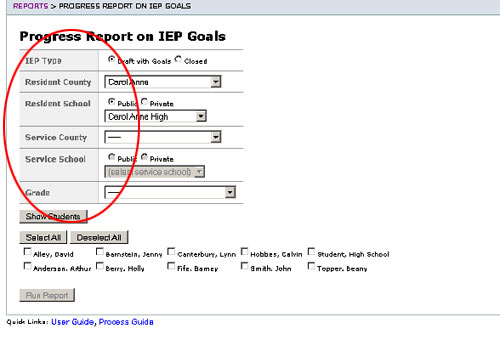 REPORTS > PROGRESS REPORT ON IEP GOALS
Progress Report on IEP Goals
IEP Type Draft with Goals Closed
Resident County Carol Anne
Resident School Public Private
Carol Anne High
Service County ----
Service School Public Private
(select service school)
Grade ----
Show Students
Select All Deselect All
Alley, David Barnstein, Jenny Canterbury, Lynn Hobbes, Calvin Student, High School
Anderson, Arthur Berry, Holly Fife, Barney Smith, John Topper, Beany
Run Report
Quick Links: User Guide, Process Guide